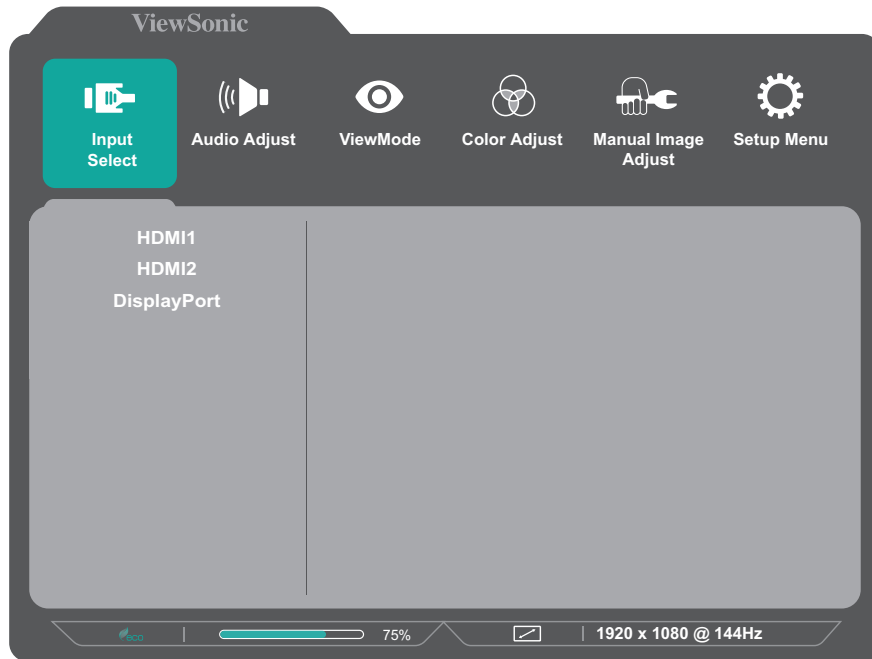 ViewSonic
Input
Select
Audio Adjust
ViewMode
Color Adjust
Manual Image
Adjust
Setup Menu
HDMI1
HDMI2
DisplayPort
eco
75%
1920 x 1080 @ 144Hz